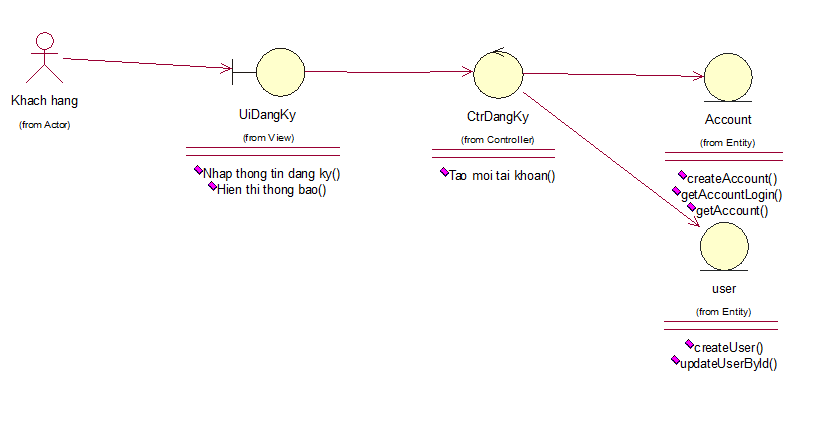 Khach hang
(from Actor)
UiDangKy
(from View)
Nhap thong tin dang ky()
Hien thi thong bao()
CtrDangKy
(from Controller)
Tao moi tai khoan()
Account
(from Entity)
createAccount()
getAccountLogin()
getAccount()
user
(from Entity)
createUser()
updateUserById()